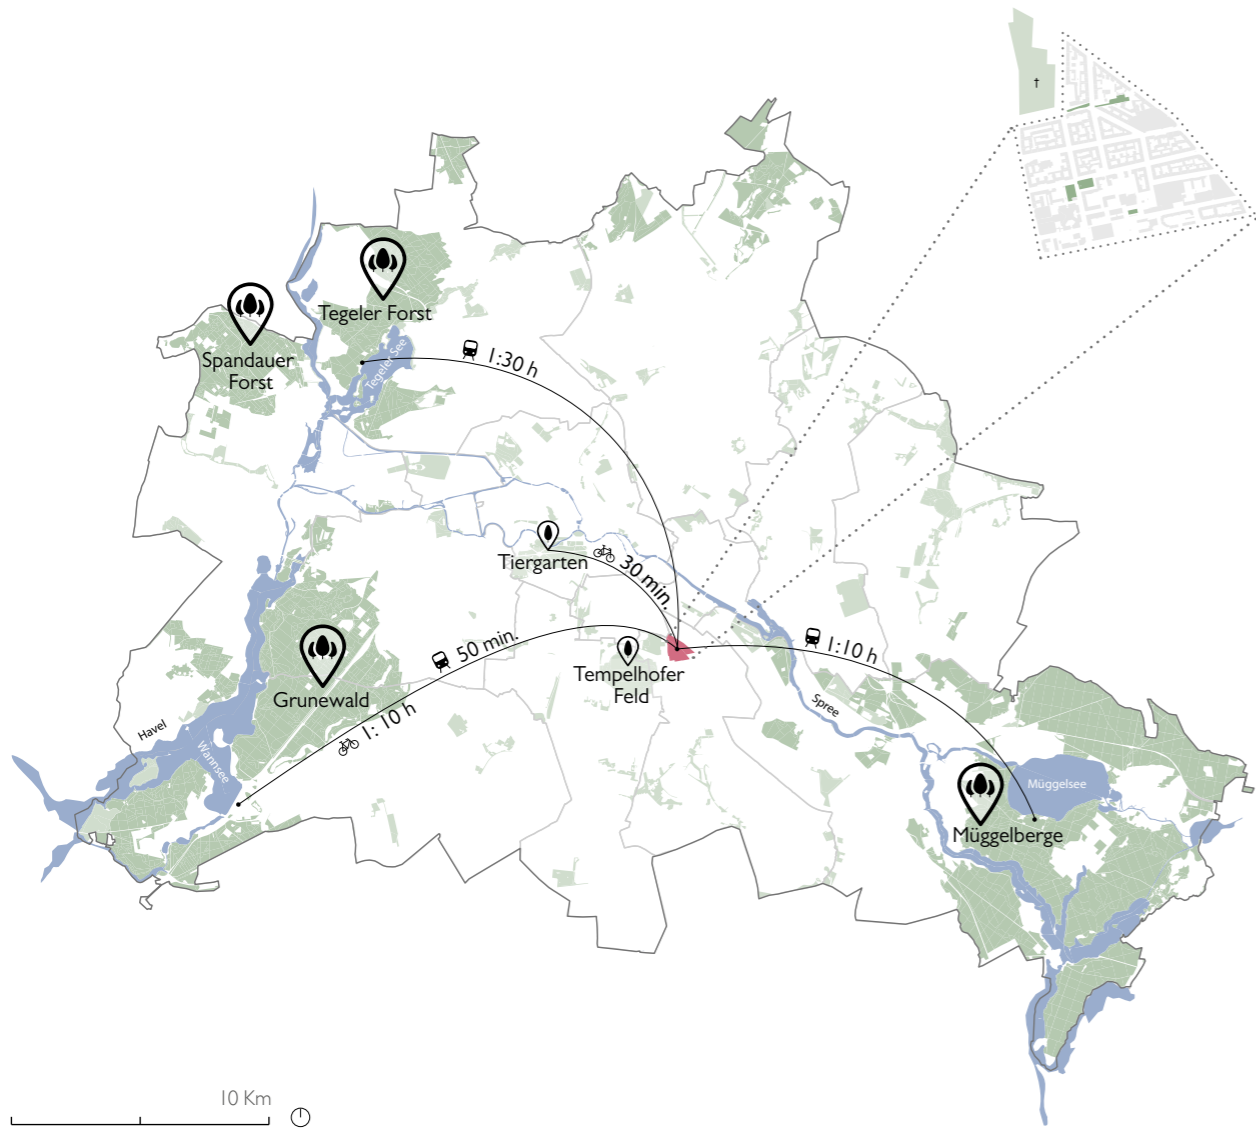 †
Tegeler Forst
Spandauer
Forst
Tegeler See
1:30 h
Tiergarten
30 min.
50 min.
Tempelhofer
Feld
1:10 h
Grunewald
1: 10 h
Havel
Wannsee
Spree
Müggelsee
Müggelberge
10 Km